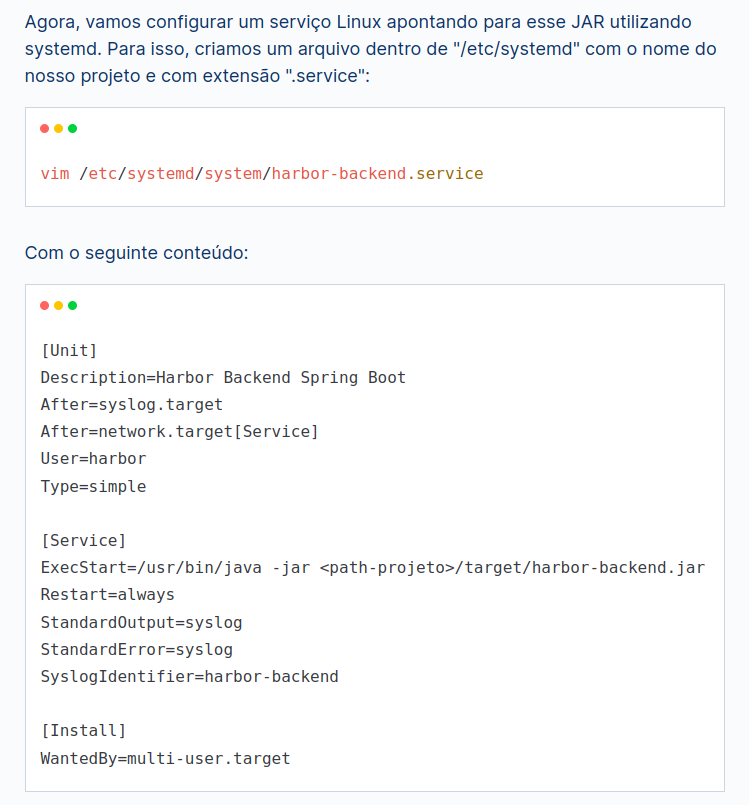 Agora, vamos configurar um serviço Linux apontando para esse JAR utilizando
systemd. Para isso, criamos um arquivo dentro de "/etc/systemd" com o nome do
nosso projeto e com extensão ".service":
vim /etc/systemd/system/harbor-backend.service
Com o seguinte conteúdo:
[Unit]
Description=Harbor Backend Spring Boot
After=syslog.target
After=network.target[Service]
User=harbor
Type=simple
[Service]
ExecStart=/usr/bin/java -jar <path-projeto>/target/harbor-backend.jar
Restart=always
StandardOutput=syslog
StandardError=syslog
SyslogIdentifier=harbor-backend
[Install]
WantedBy=multi-user.target